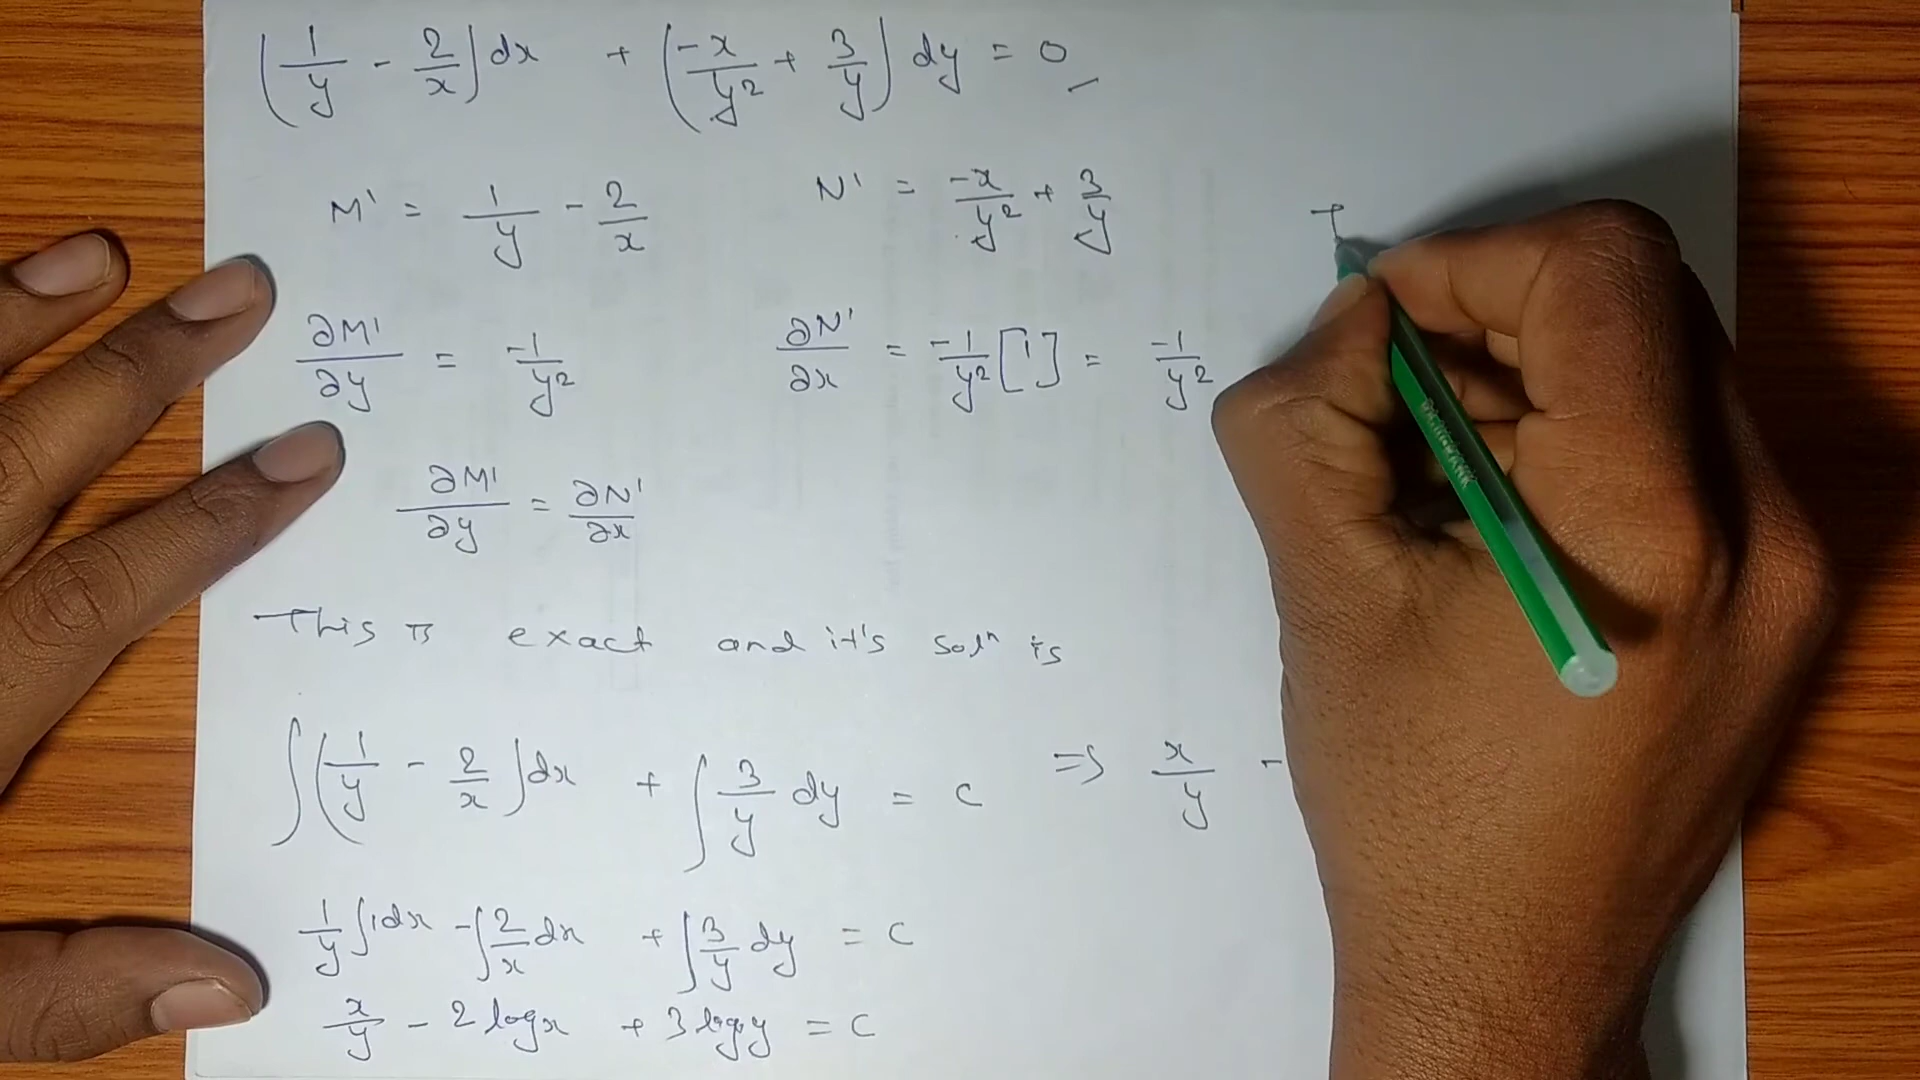 (1/y - 2/x) dx + (-x/y² + 3/y) dy = 0
M' = 1/y - 2/x N' = -x/y² + 3/y
∂M'/∂y = -1/y² ∂N'/∂x = -1/y² [1] = -1/y²
∂M'/∂y = ∂N'/∂x
This is exact and it's solⁿ is
∫(1/y - 2/x) dx + ∫ 3/y dy = c ⇒ x/y -
1/y ∫1dx - ∫2/x dx + ∫3/y dy = c
x/y - 2 logx + 3 logy = c